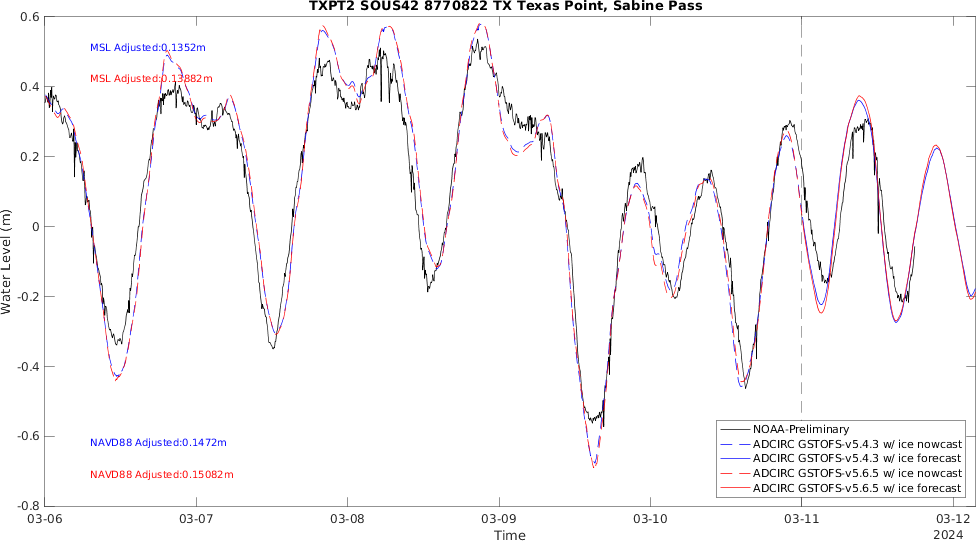 TXPT2 SOUS42 8770822 TX Texas Point, Sabine Pass
0.6
MSL Adjusted:0.1352m
MSL Adjusted:0.13882m
0.4
0.2
0
Water Level (m)
-0.2
-0.4
NOAA-Preliminary
NAVD88 Adjusted:0.1472m
ADCIRC GSTOFS-v5.4.3 w/ ice nowcast
ADCIRC GSTOFS-v5.4.3 w/ ice forecast
-0.6
NAVD88 Adjusted:0.15082m
ADCIRC GSTOFS-v5.6.5 w/ ice nowcast
ADCIRC GSTOFS-v5.6.5 w/ ice forecast
-0.8
03-06 03-07 03-08 03-09 03-10 03-11 03-12
Time
2024